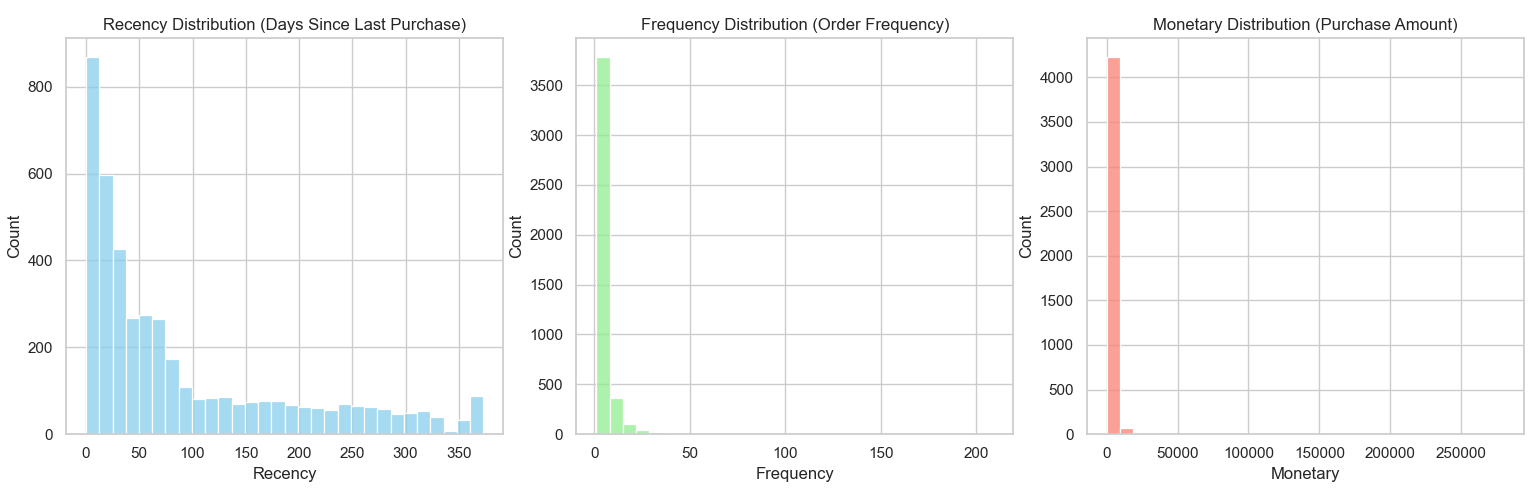 Recency Distribution (Days Since Last Purchase)
800
600
400
200
0
Count
0 50 100 150 200 250 300 350
Recency
Frequency Distribution (Order Frequency)
3500
3000
2500
2000
1500
1000
500
0
Count
0 50 100 150 200
Frequency
Monetary Distribution (Purchase Amount)
4000
3500
3000
2500
2000
1500
1000
500
0
Count
0 50000 100000 150000 200000 250000
Monetary